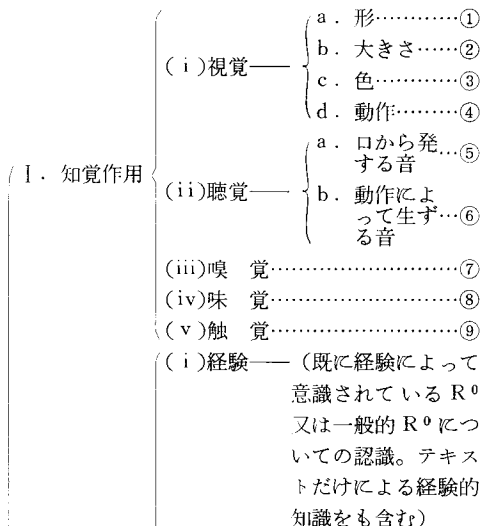 a．形……①
b．大きさ……②
(ⅰ)視覚——
c．色………③
d．動作………④
a．口から発
する音…⑤
Ⅰ．知覚作用
(ⅱ)聴覚——
b．動作によ
って生ず…⑥
る音
(ⅲ)嗅　覚………………………⑦
(ⅳ)味　覚………………………⑧
(ⅴ)触　覚………………………⑨
(ⅰ)経験——（既に経験によって
意識されている R⁰
又は一般的 R⁰ につ
いての認識。テキス
トだけによる経験的
知識をも含む）